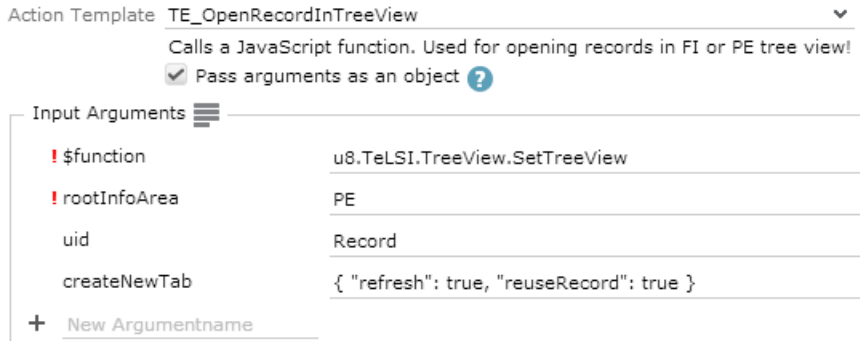 Action Template TE_OpenRecordInTreeView
Calls a JavaScript function. Used for opening records in FI or PE tree view!
Pass arguments as an object ?
Input Arguments
! $function u8.TeLSI.TreeView.SetTreeView
! rootInfoArea PE
uid Record
createNewTab { "refresh": true, "reuseRecord": true }
+ New Argumentname